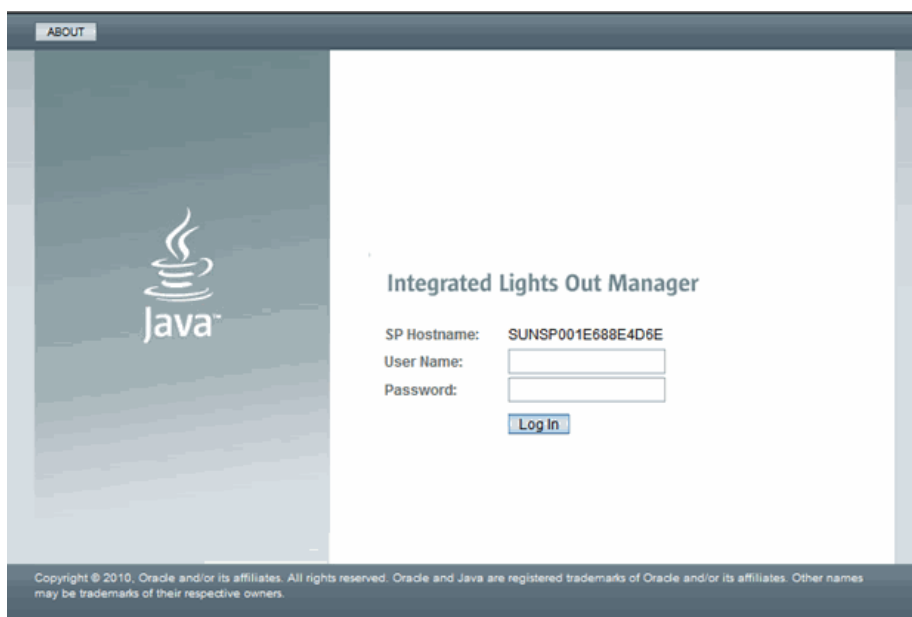 ABOUT
Java™
Integrated Lights Out Manager
SP Hostname: SUNSP001E688E4D6E
User Name:
Password:
Log In
Copyright © 2010, Oracle and/or its affiliates. All rights reserved. Oracle and Java are registered trademarks of Oracle and/or its affiliates. Other names
may be trademarks of their respective owners.